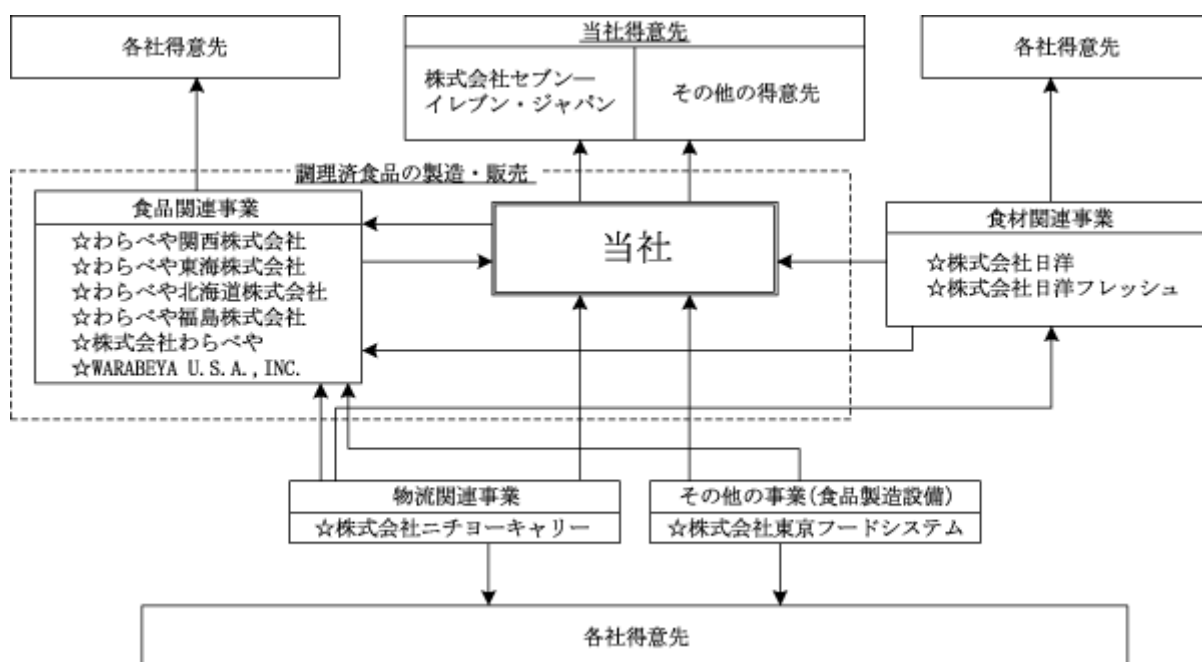 各社得意先
当社得意先
株式会社セブン―
イレブン・ジャパン
その他の得意先
各社得意先
調理済食品の製造・販売
食品関連事業
☆わらべや関西株式会社
☆わらべや東海株式会社
☆わらべや北海道株式会社
☆わらべや福島株式会社
☆株式会社わらべや
☆WARABEYA U.S.A.,INC.
当社
食材関連事業
☆株式会社日洋
☆株式会社日洋フレッシュ
物流関連事業
☆株式会社ニチヨーキャリー
その他の事業(食品製造設備)
☆株式会社東京フードシステム
各社得意先